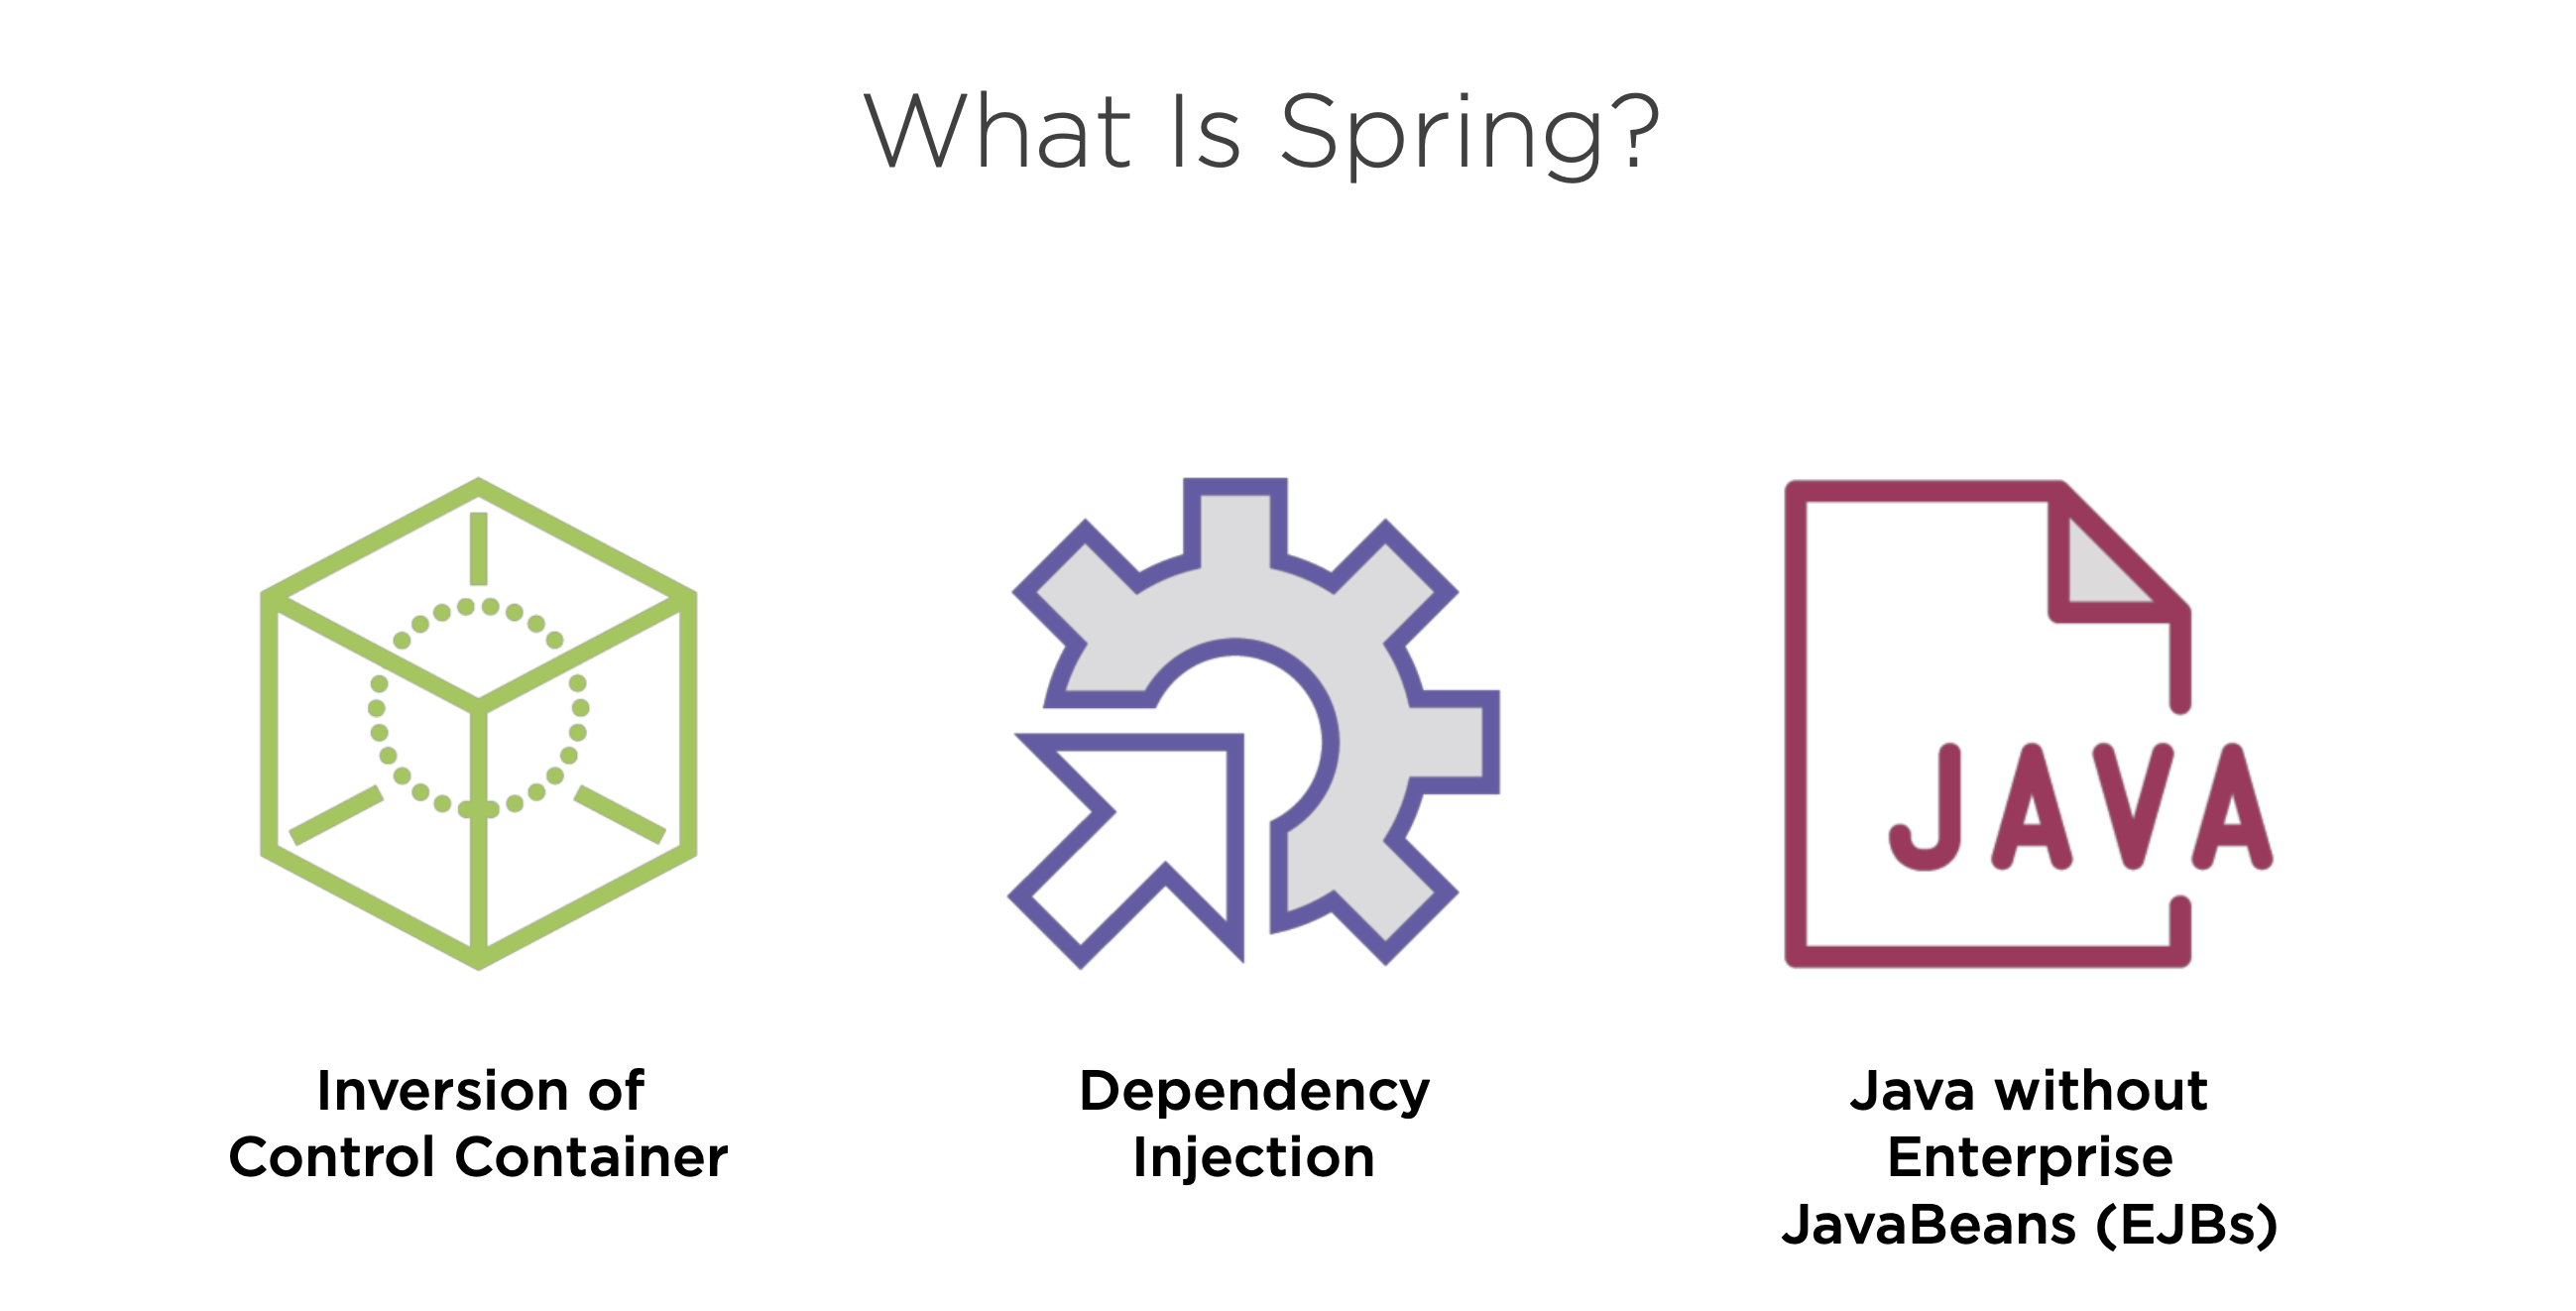 What Is Spring?
JAVA
Inversion of
Control Container
Dependency
Injection
Java without
Enterprise
JavaBeans (EJBs)